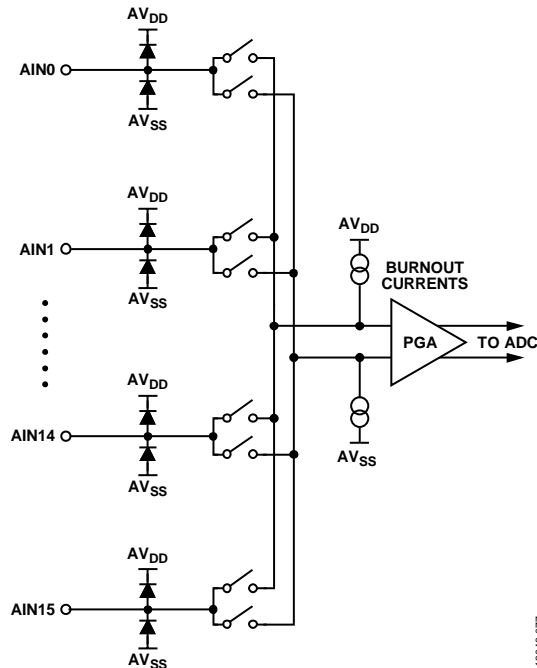 AVDD
AIN0
AVSS
AVDD
AIN1
AVSS
AVDD
BURNOUT
CURRENTS
PGA
TO ADC
AVDD
AIN14
AVSS
AVSS
AVDD
AIN15
AVSS